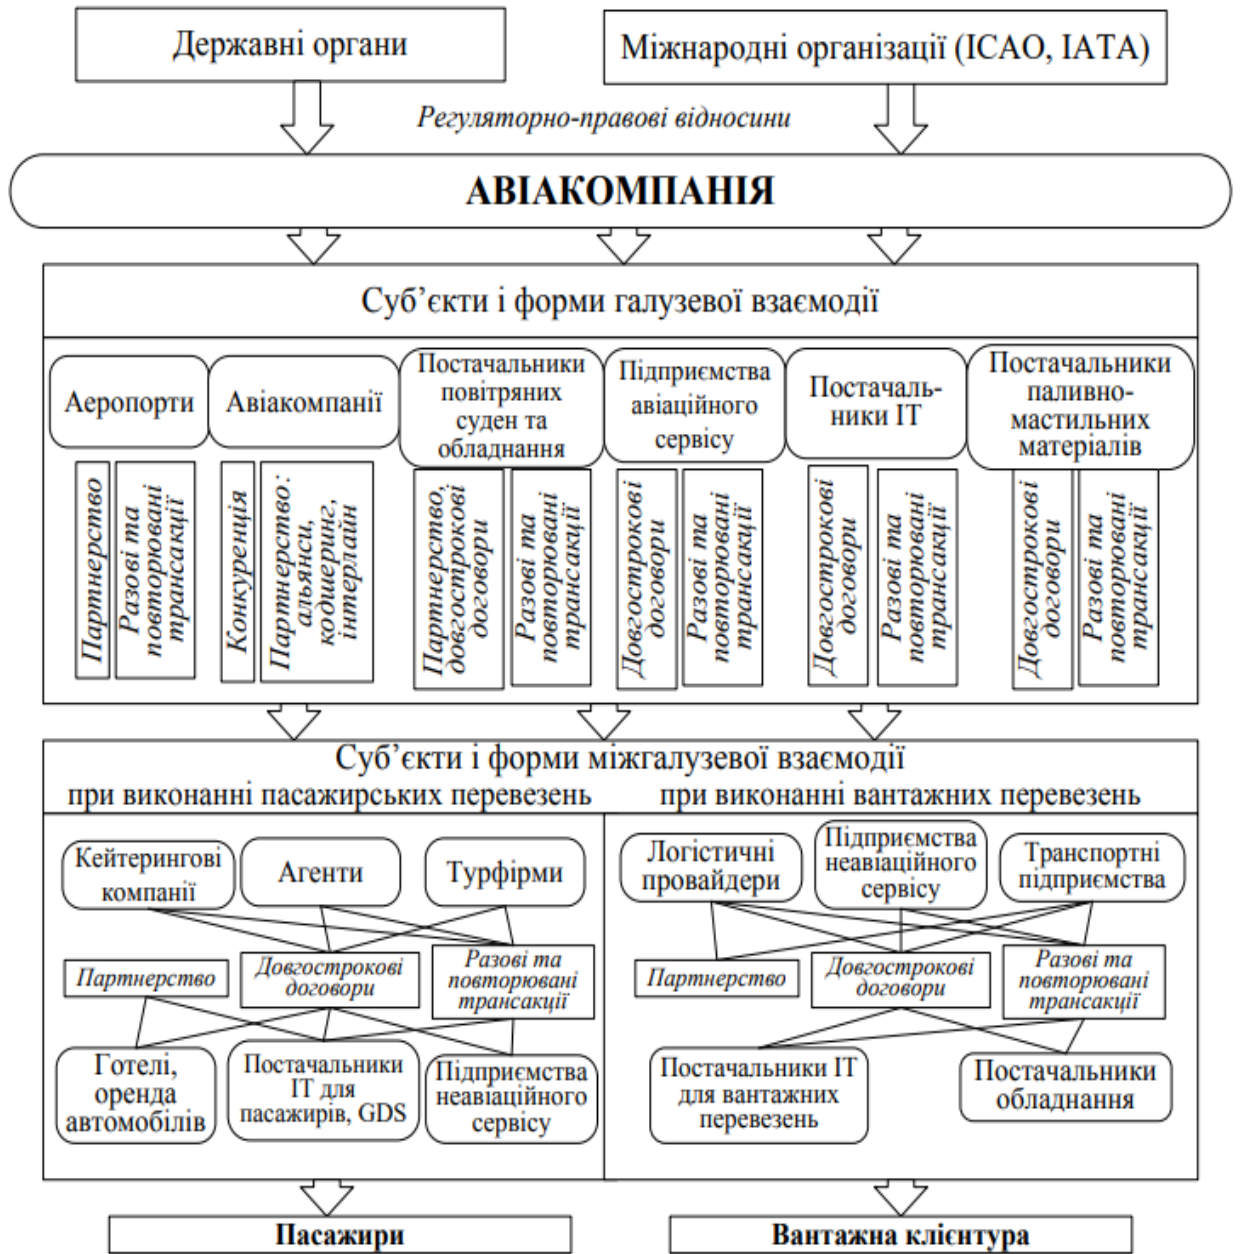 Державні органи
Міжнародні організації (ICAO, IATA)
Регуляторно-правові відносини
АВІАКОМПАНІЯ
Суб’єкти і форми галузевої взаємодії
Аеропорти
Авіакомпанії
Постачальники
повітряних
суден та
обладнання
Підприємства
авіаційного
сервісу
Постачаль-
ники ІТ
Постачальники
паливно-
мастильних
матеріалів
Партнерство
Разові та
повторювані
трансакції
Конкуренція
Партнерство:
альянси,
кодшеринг,
інтерлайн
Партнерство,
довгострокові
договори
Разові та
повторювані
трансакції
Довгострокові
договори
Разові та
повторювані
трансакції
Довгострокові
договори
Разові та
повторювані
трансакції
Довгострокові
договори
Разові та
повторювані
трансакції
Суб’єкти і форми міжгалузевої взаємодії
при виконанні пасажирських перевезень
при виконанні вантажних перевезень
Кейтерингові
компанії
Агенти
Турфірми
Партнерство
Довгострокові
договори
Разові та
повторювані
трансакції
Готелі,
оренда
автомобілів
Постачальники
ІТ для
пасажирів, GDS
Підприємства
неавіаційного
сервісу
Логістичні
провайдери
Підприємства
неавіаційного
сервісу
Транспортні
підприємства
Партнерство
Довгострокові
договори
Разові та
повторювані
трансакції
Постачальники ІТ
для вантажних
перевезень
Постачальники
обладнання
Пасажири
Вантажна клієнтура